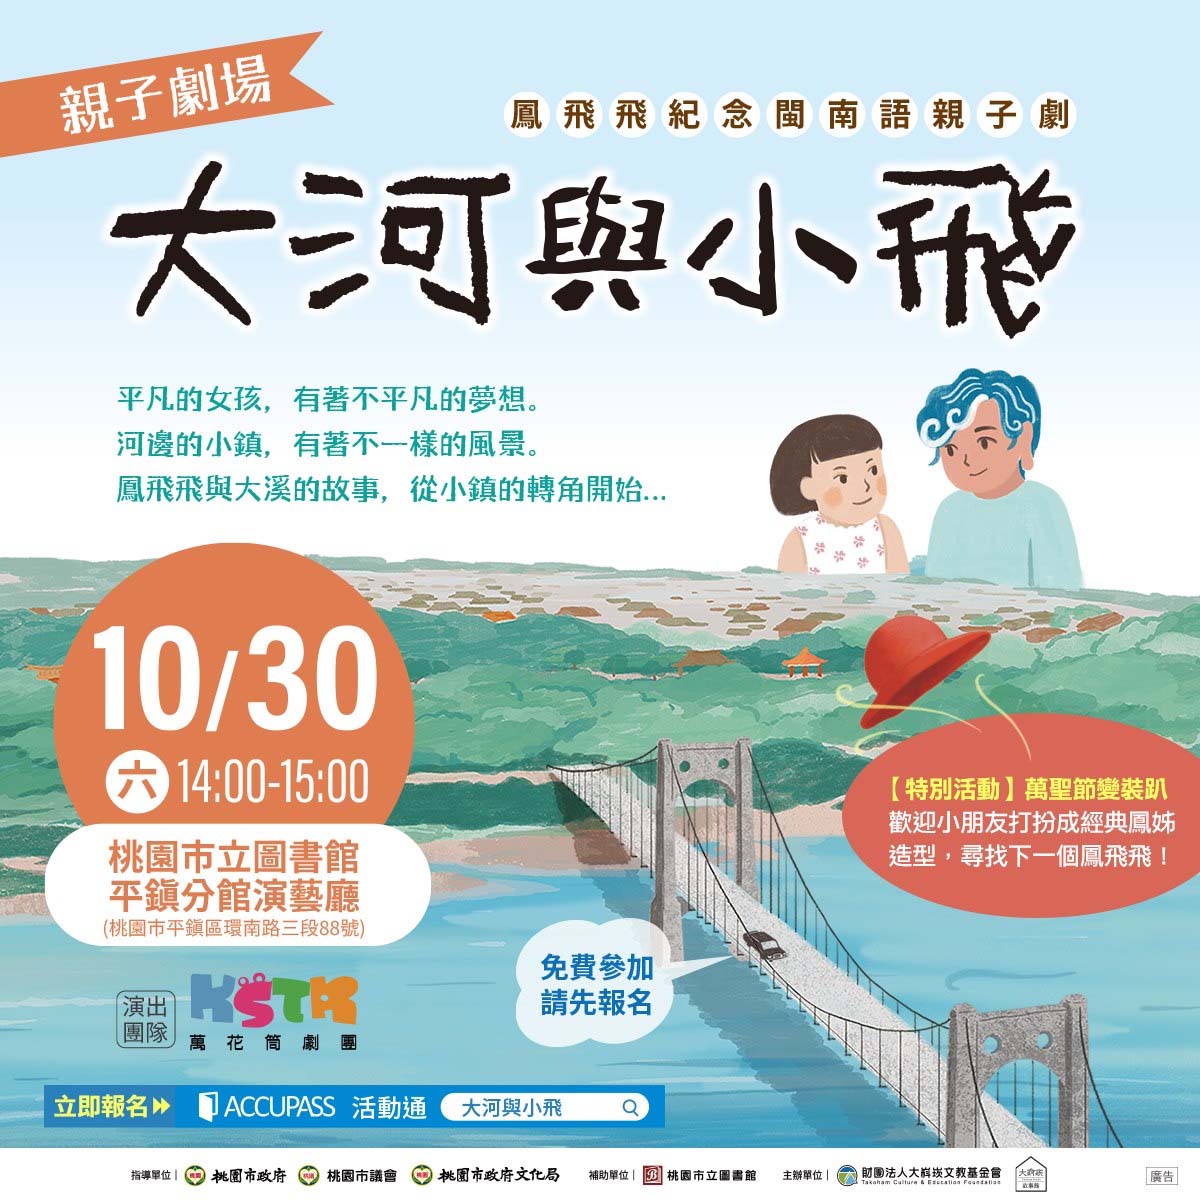 親子劇場
鳳飛飛紀念閩南語親子劇
大河與小飛
平凡的女孩，有著不平凡的夢想。
河邊的小鎮，有著不一樣的風景。
鳳飛飛與大溪的故事，從小鎮的轉角開始...
10/30
六 14:00-15:00
桃園市立圖書館
平鎮分館演藝廳
(桃園市平鎮區環南路三段88號)
【特別活動】萬聖節變裝趴
歡迎小朋友打扮成經典鳳姊
造型，尋找下一個鳳飛飛！
免費參加
請先報名
演出
團隊
KSTR
萬花筒劇團
立即報名 ACCUPASS 活動通 大河與小飛
指導單位 | 桃園市政府 桃園市議會 桃園市政府文化局 補助單位 | 桃園市立圖書館 主辦單位 | 財團法人大嵙崁文教基金會
Takoham Culture & Education Foundation
廣告